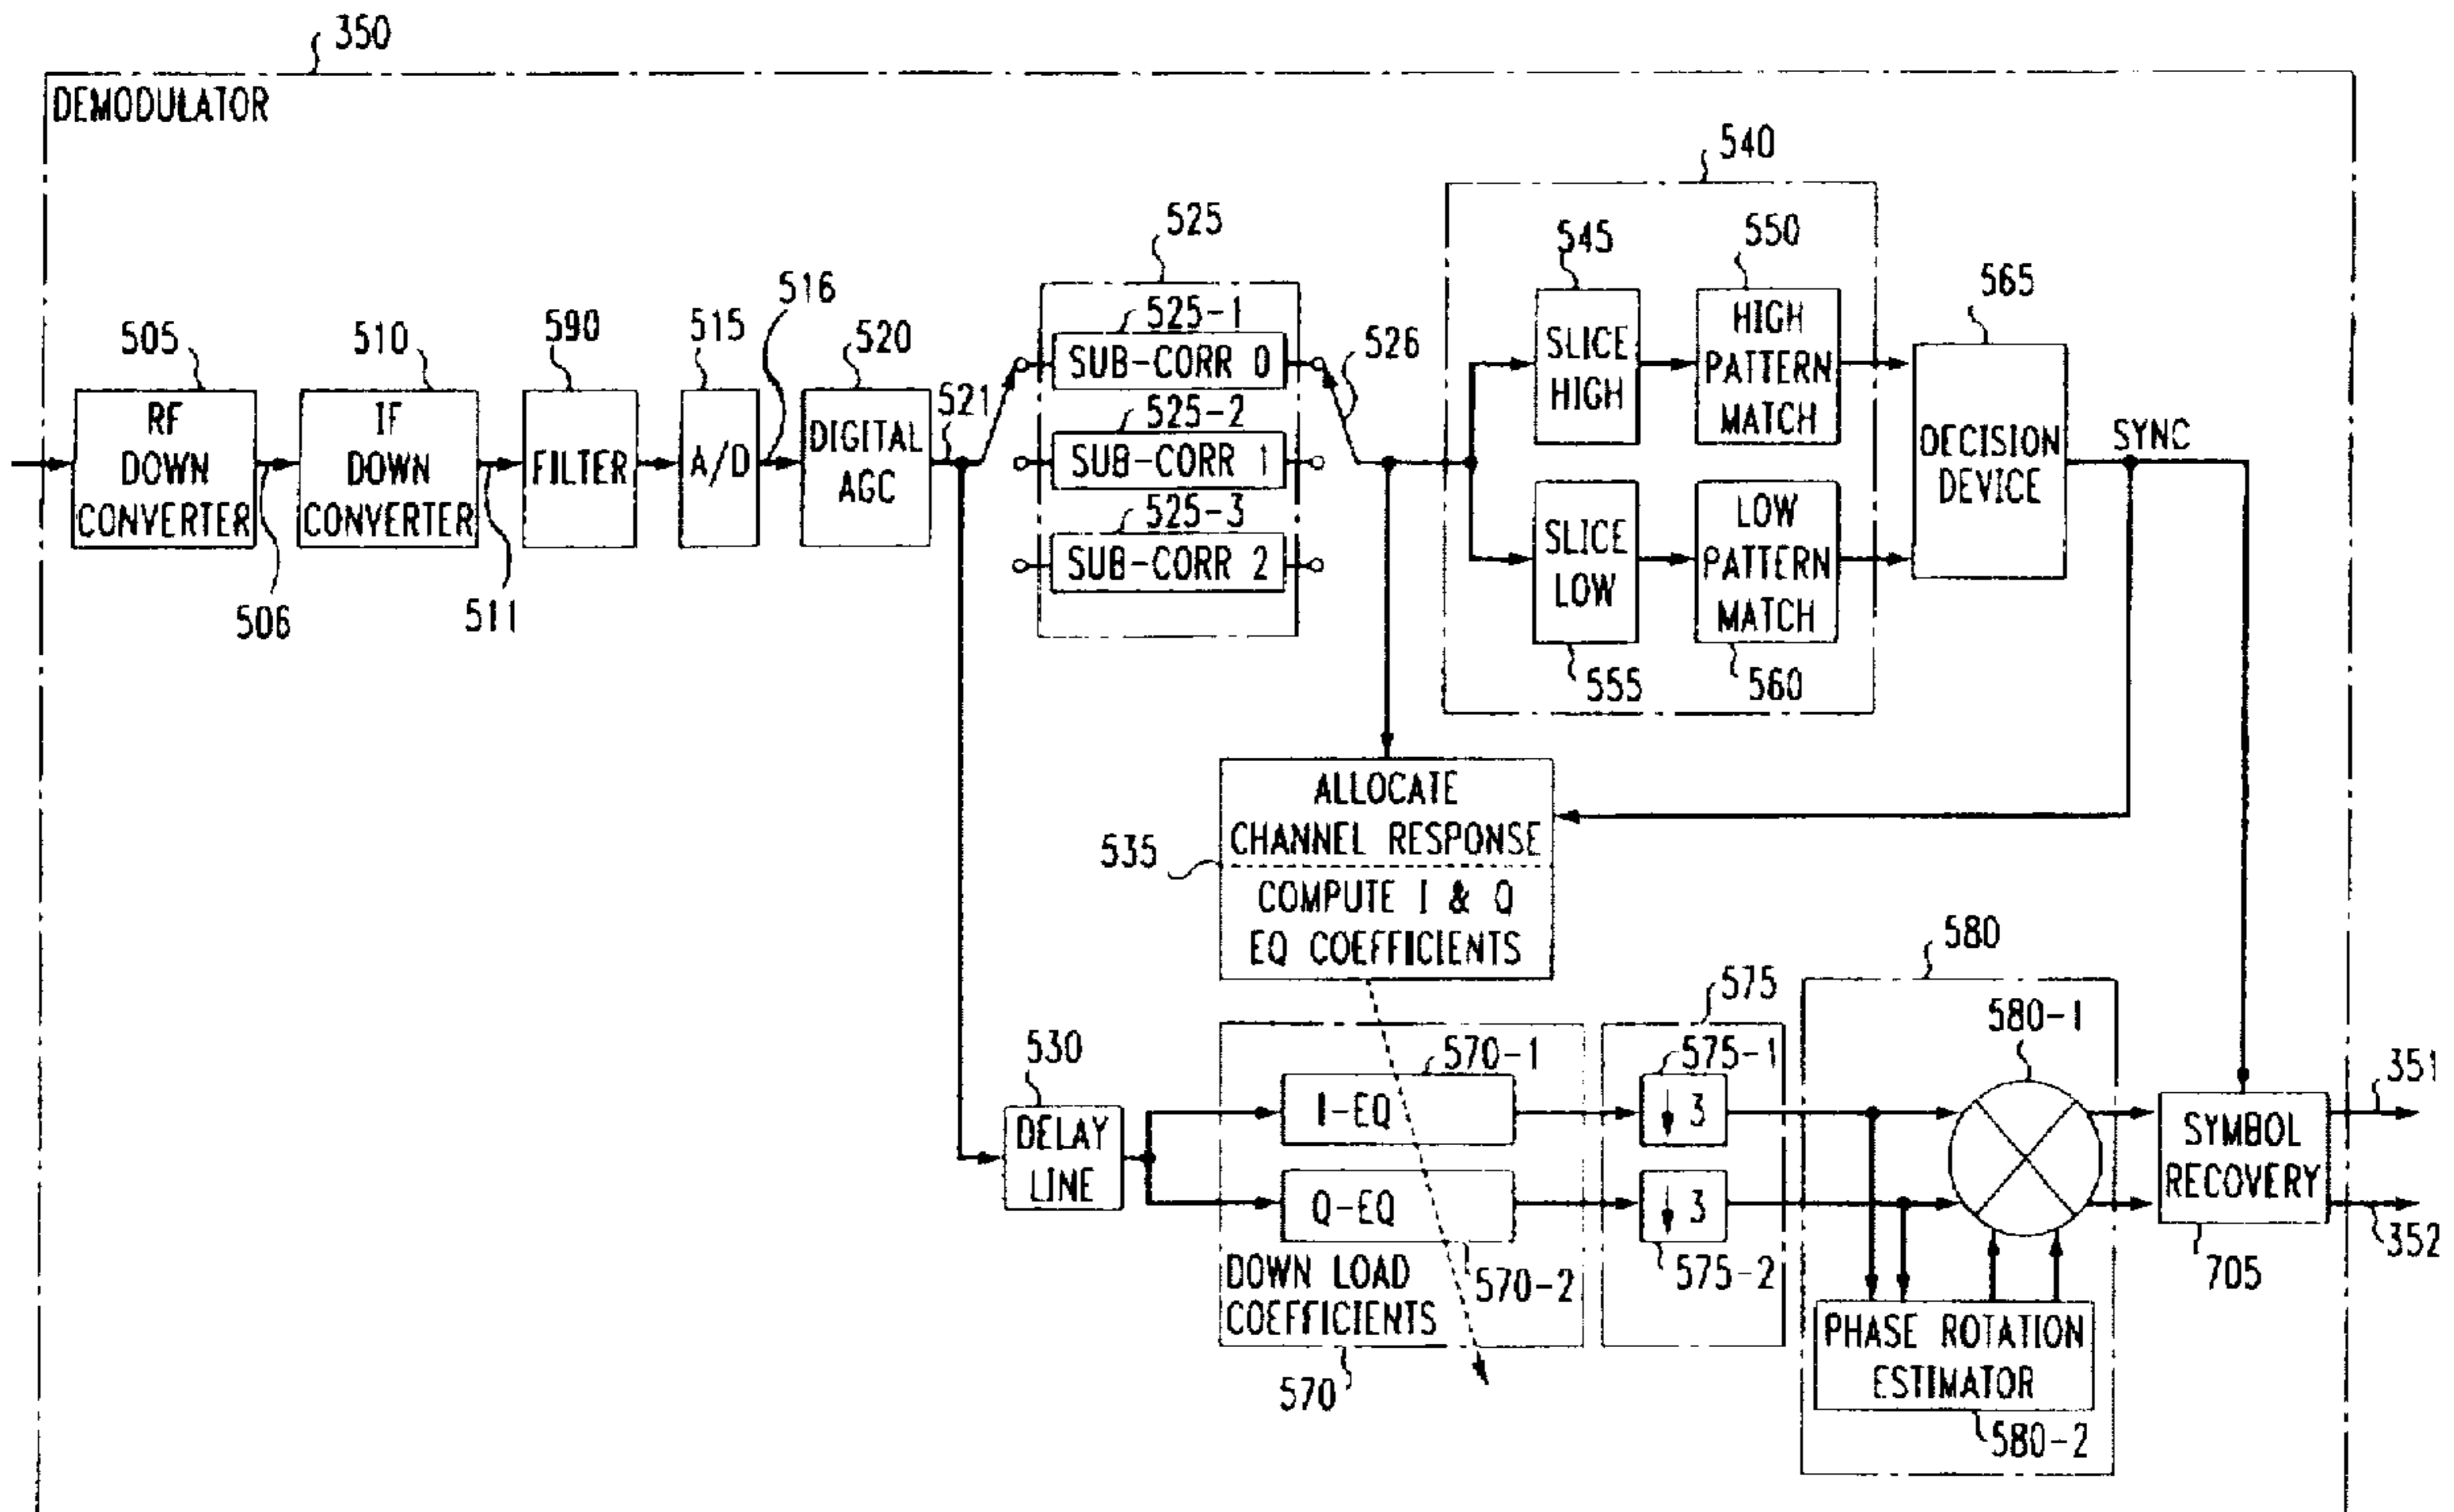 350
DEMODULATOR
540
525
545
550
565
516
590
515
520
505
510
525-1
SUB-CORR 0
526
521
525-2
SUB-CORR 1
525-3
SUB-CORR 2
RF
DOWN
CONVERTER
IF
DOWN
CONVERTER
FILTER
A/D
DIGITAL
AGC
SLICE
HIGH
HIGH
PATTERN
MATCH
SLICE
LOW
LOW
PATTERN
MATCH
DECISION
DEVICE
SYNC
506
511
555
560
ALLOCATE
CHANNEL RESPONSE
535
COMPUTE I & Q
EQ COEFFICIENTS
580
575
580-1
530
570-1
575-1
351
DELAY
LINE
I-EQ
↓ 3
SYMBOL
RECOVERY
Q-EQ
↓ 3
352
DOWN LOAD
COEFFICIENTS
570-2
575-2
705
PHASE ROTATION
ESTIMATOR
570
580-2